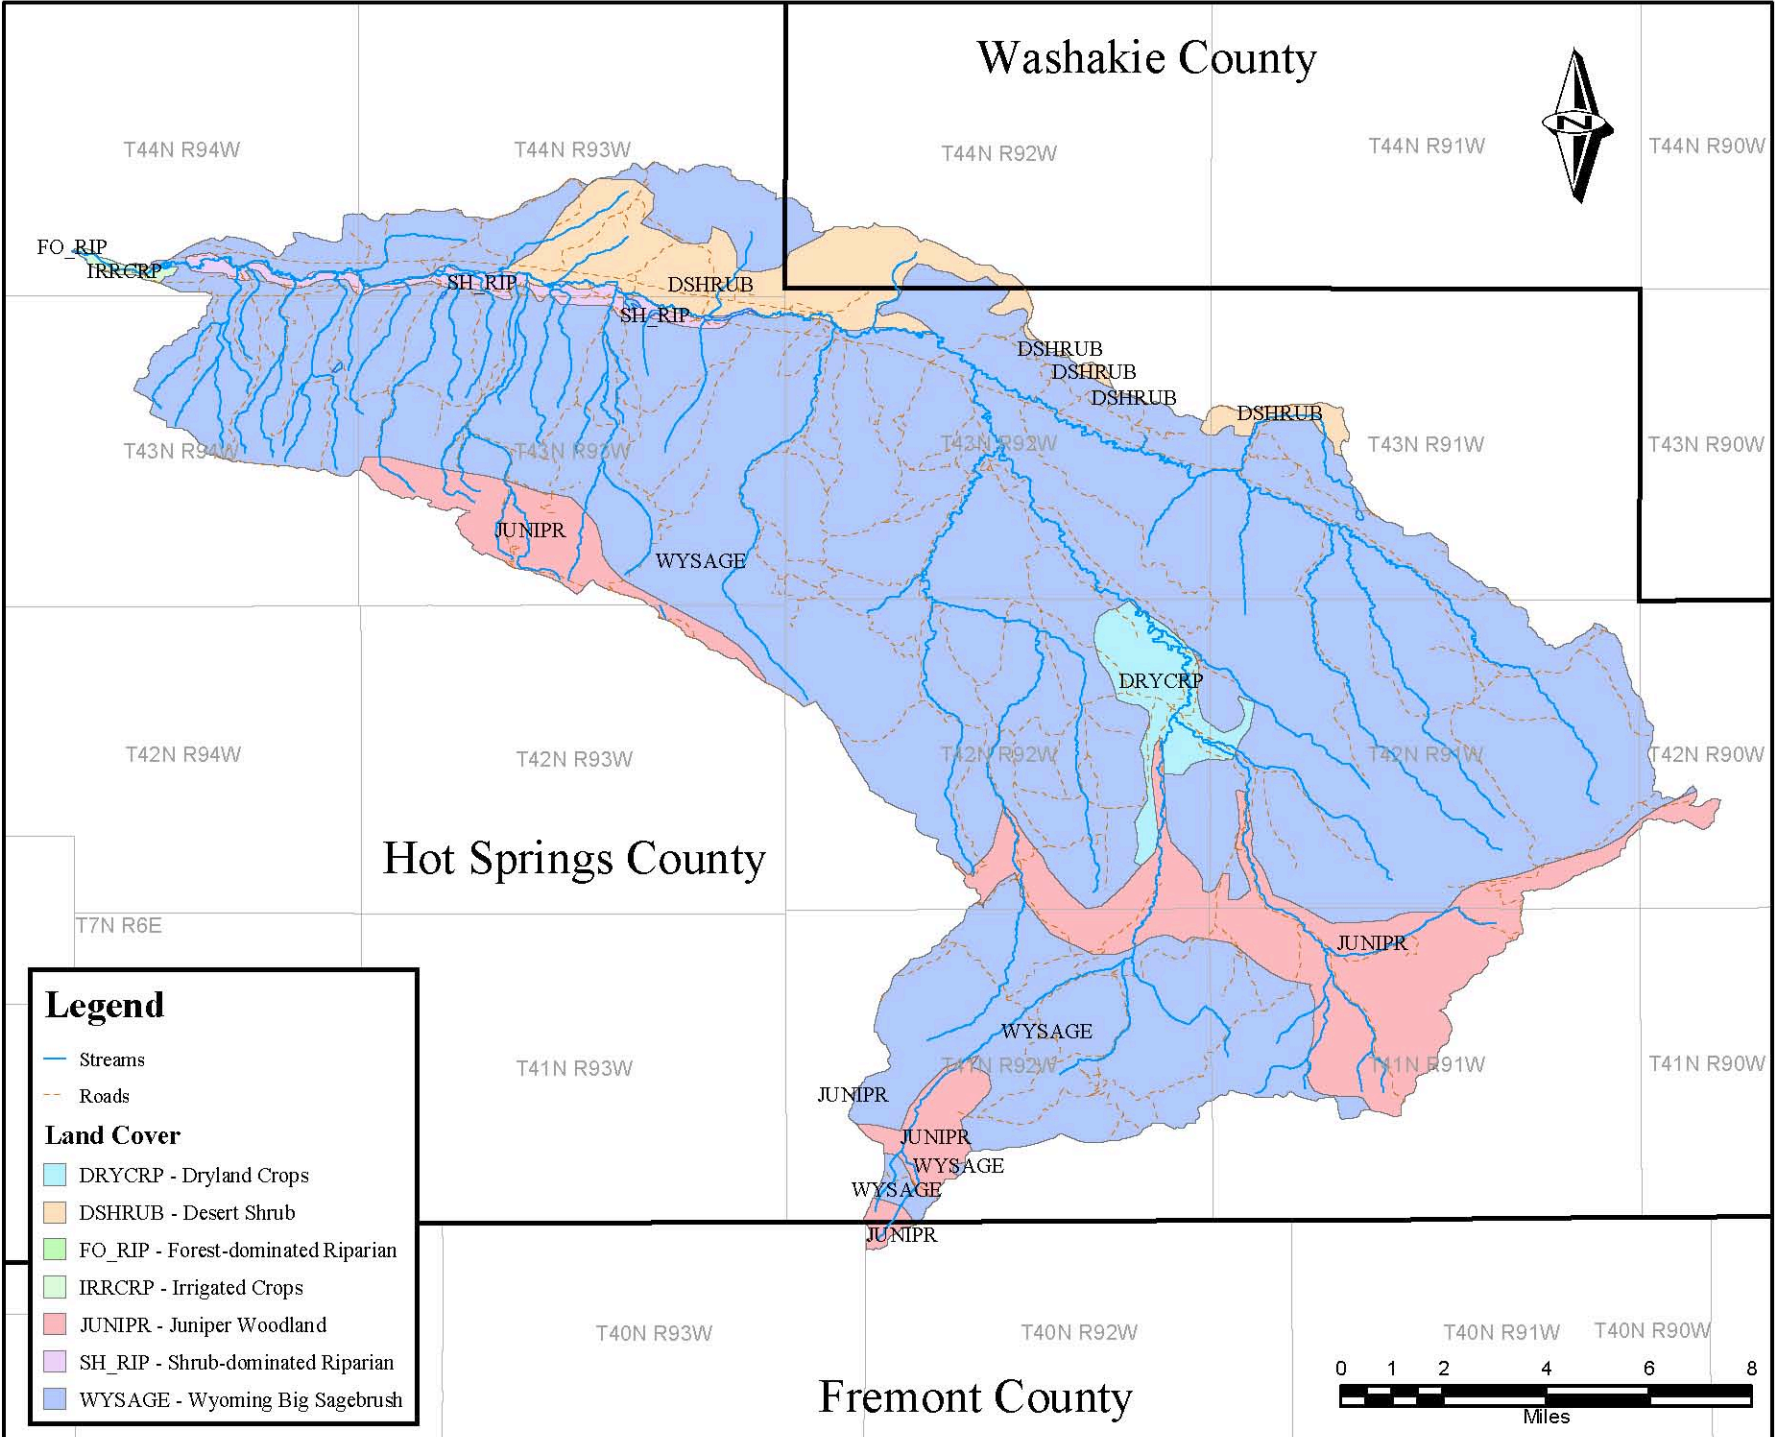 Washakie County
N
T44N R94W
T44N R93W
T44N R92W
T44N R91W
T44N R90W
FO_RIP
IRRCRP
SH_RIP
DSHRUB
SH_RIP
DSHRUB
DSHRUB
DSHRUB
DSHRUB
T43N R94W
T43N R93W
T43N R92W
T43N R91W
T43N R90W
JUNIPR
WYSAGE
DRYCRP
T42N R94W
T42N R93W
T42N R92W
T42N R91W
T42N R90W
Hot Springs County
T7N R6E
JUNIPR
WYSAGE
T41N R93W
T41N R92W
T41N R91W
T41N R90W
JUNIPR
JUNIPR
WYSAGE
WYSAGE
JUNIPR
Legend
Streams
Roads
Land Cover
DRYCRP - Dryland Crops
DSHRUB - Desert Shrub
FO_RIP - Forest-dominated Riparian
IRRCRP - Irrigated Crops
JUNIPR - Juniper Woodland
SH_RIP - Shrub-dominated Riparian
WYSAGE - Wyoming Big Sagebrush
T40N R93W
T40N R92W
T40N R91W
T40N R90W
Fremont County
0 1 2 4 6 8
Miles